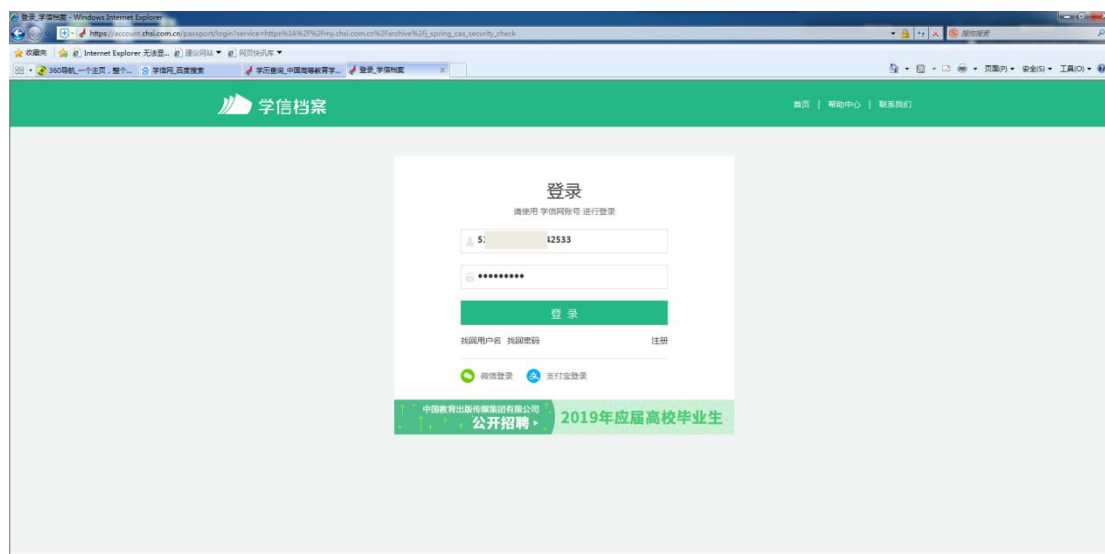 登录_学信档案 - Windows Internet Explorer
https://account.chsi.com.cn/passport/login?service=https%3A%2F%2Fmy.chsi.com.cn%2Farchive%2Fj_spring_cas_security_check
搜狗搜索
收藏夹 Internet Explorer 无法显... 建议网站 网页快讯库
360导航_一个主页，整个... 学信网_百度搜索 学历查询_中国高等教育学... 登录_学信档案 x 页面(P) 安全(S) 工具(O)
学信档案 首页 | 帮助中心 | 联系我们
登录
请使用 学信网账号 进行登录
5 42533
•••••••••
登 录
找回用户名 找回密码 注册
微信登录 支付宝登录
中国教育出版传媒集团有限公司
公开招聘
2019年应届高校毕业生